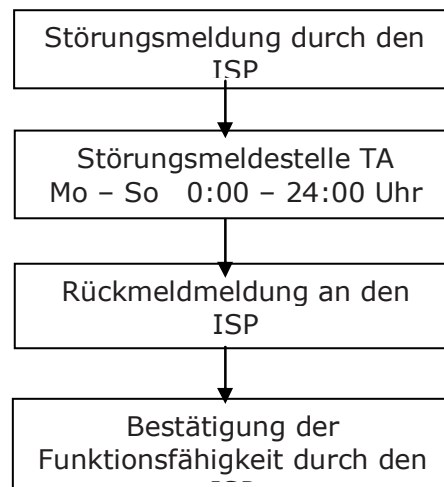 Störungsmeldung durch den
ISP
Störungsmeldestelle TA
Mo – So 0:00 – 24:00 Uhr
Rückmeldmeldung an den
ISP
Bestätigung der
Funktionsfähigkeit durch den